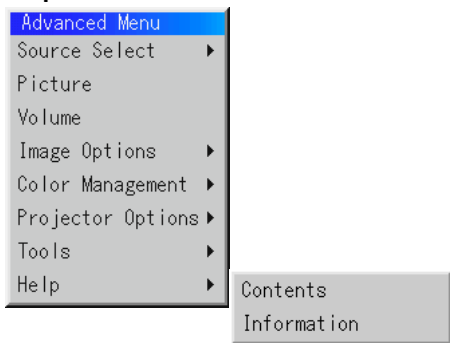 Advanced Menu
Source Select
Picture
Volume
Image Options
Color Management
Projector Options
Tools
Help
Contents
Information